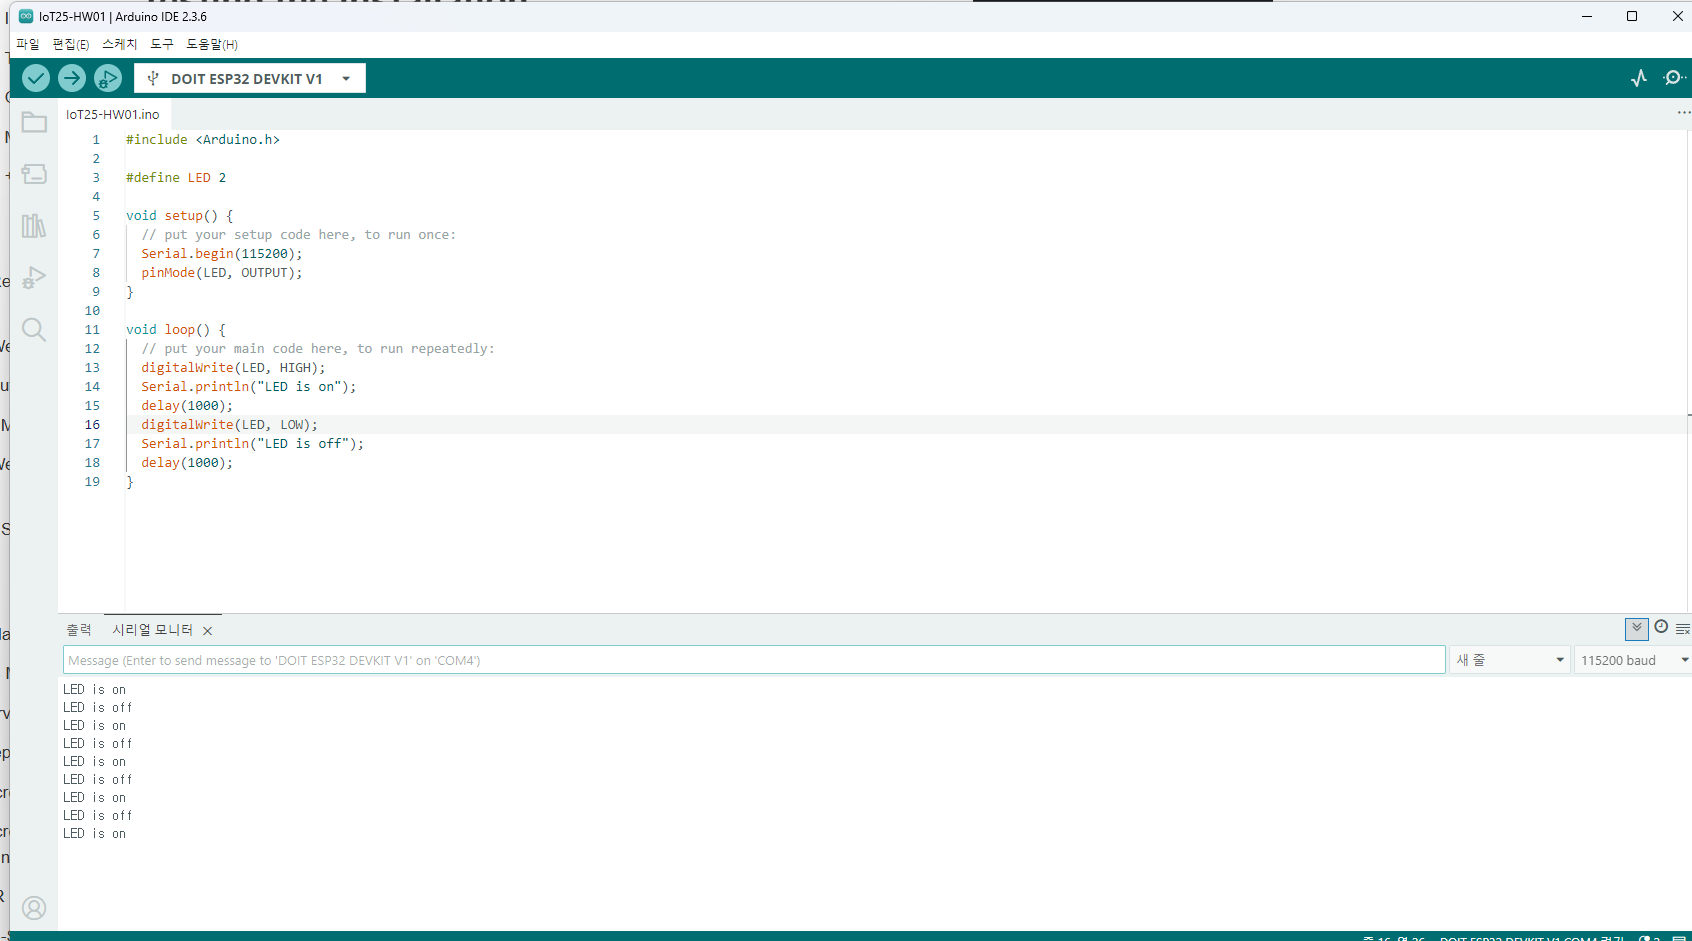 IoT25-HW01 | Arduino IDE 2.3.6
파일 편집(E) 스케치 도구 도움말(H)
DOIT ESP32 DEVKIT V1
IoT25-HW01.ino
1 #include <Arduino.h>
2
3 #define LED 2
4
5 void setup() {
6 // put your setup code here, to run once:
7 Serial.begin(115200);
8 pinMode(LED, OUTPUT);
9 }
10
11 void loop() {
12 // put your main code here, to run repeatedly:
13 digitalWrite(LED, HIGH);
14 Serial.println("LED is on");
15 delay(1000);
16 digitalWrite(LED, LOW);
17 Serial.println("LED is off");
18 delay(1000);
19 }
출력 시리얼 모니터
Message (Enter to send message to 'DOIT ESP32 DEVKIT V1' on 'COM4')
새 줄
115200 baud
LED is on
LED is off
LED is on
LED is off
LED is on
LED is off
LED is on
LED is off
LED is on